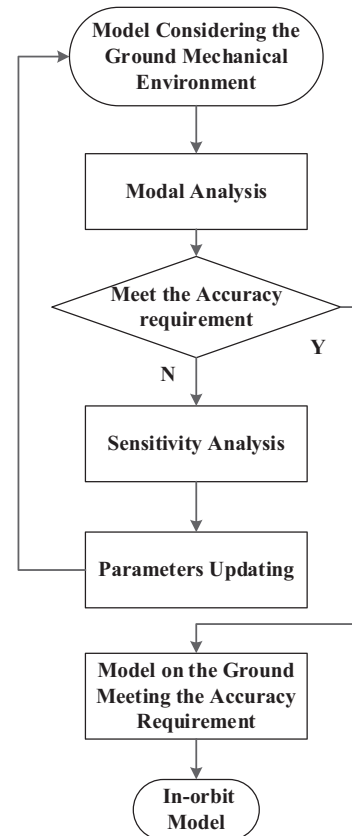 Model Considering the
Ground Mechanical
Environment
Modal Analysis
Meet the Accuracy
requirement
Y
N
Sensitivity Analysis
Parameters Updating
Model on the Ground
Meeting the Accuracy
Requirement
In-orbit
Model